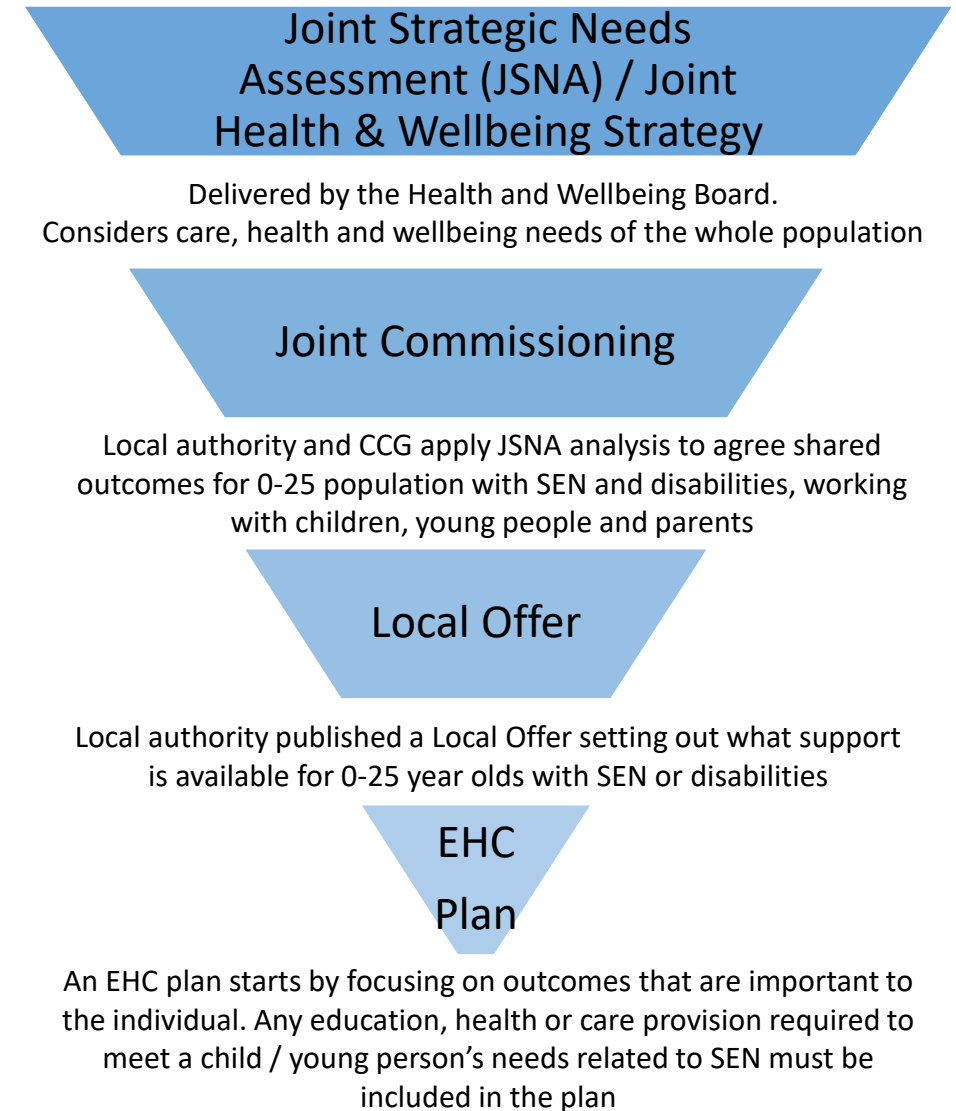 Joint Strategic Needs
Assessment (JSNA) / Joint
Health & Wellbeing Strategy
Delivered by the Health and Wellbeing Board.
Considers care, health and wellbeing needs of the whole population
Joint Commissioning
Local authority and CCG apply JSNA analysis to agree shared
outcomes for 0-25 population with SEN and disabilities, working
with children, young people and parents
Local Offer
Local authority published a Local Offer setting out what support
is available for 0-25 year olds with SEN or disabilities
EHC
Plan
An EHC plan starts by focusing on outcomes that are important to
the individual. Any education, health or care provision required to
meet a child / young person’s needs related to SEN must be
included in the plan